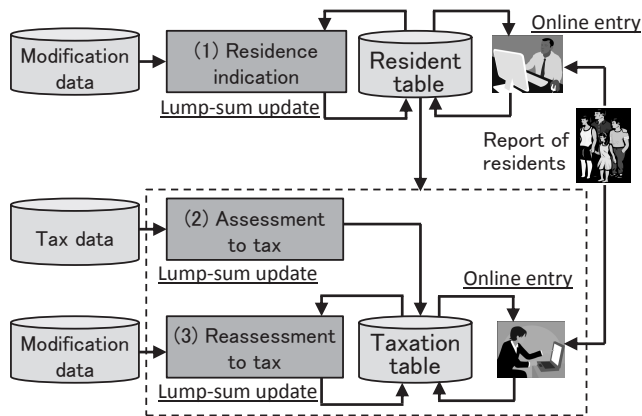 Modification
data
(1) Residence
indication
Lump-sum update
Resident
table
Online entry
Report of
residents
Tax data
(2) Assessment
to tax
Lump-sum update
Online entry
Modification
data
(3) Reassessment
to tax
Lump-sum update
Taxation
table